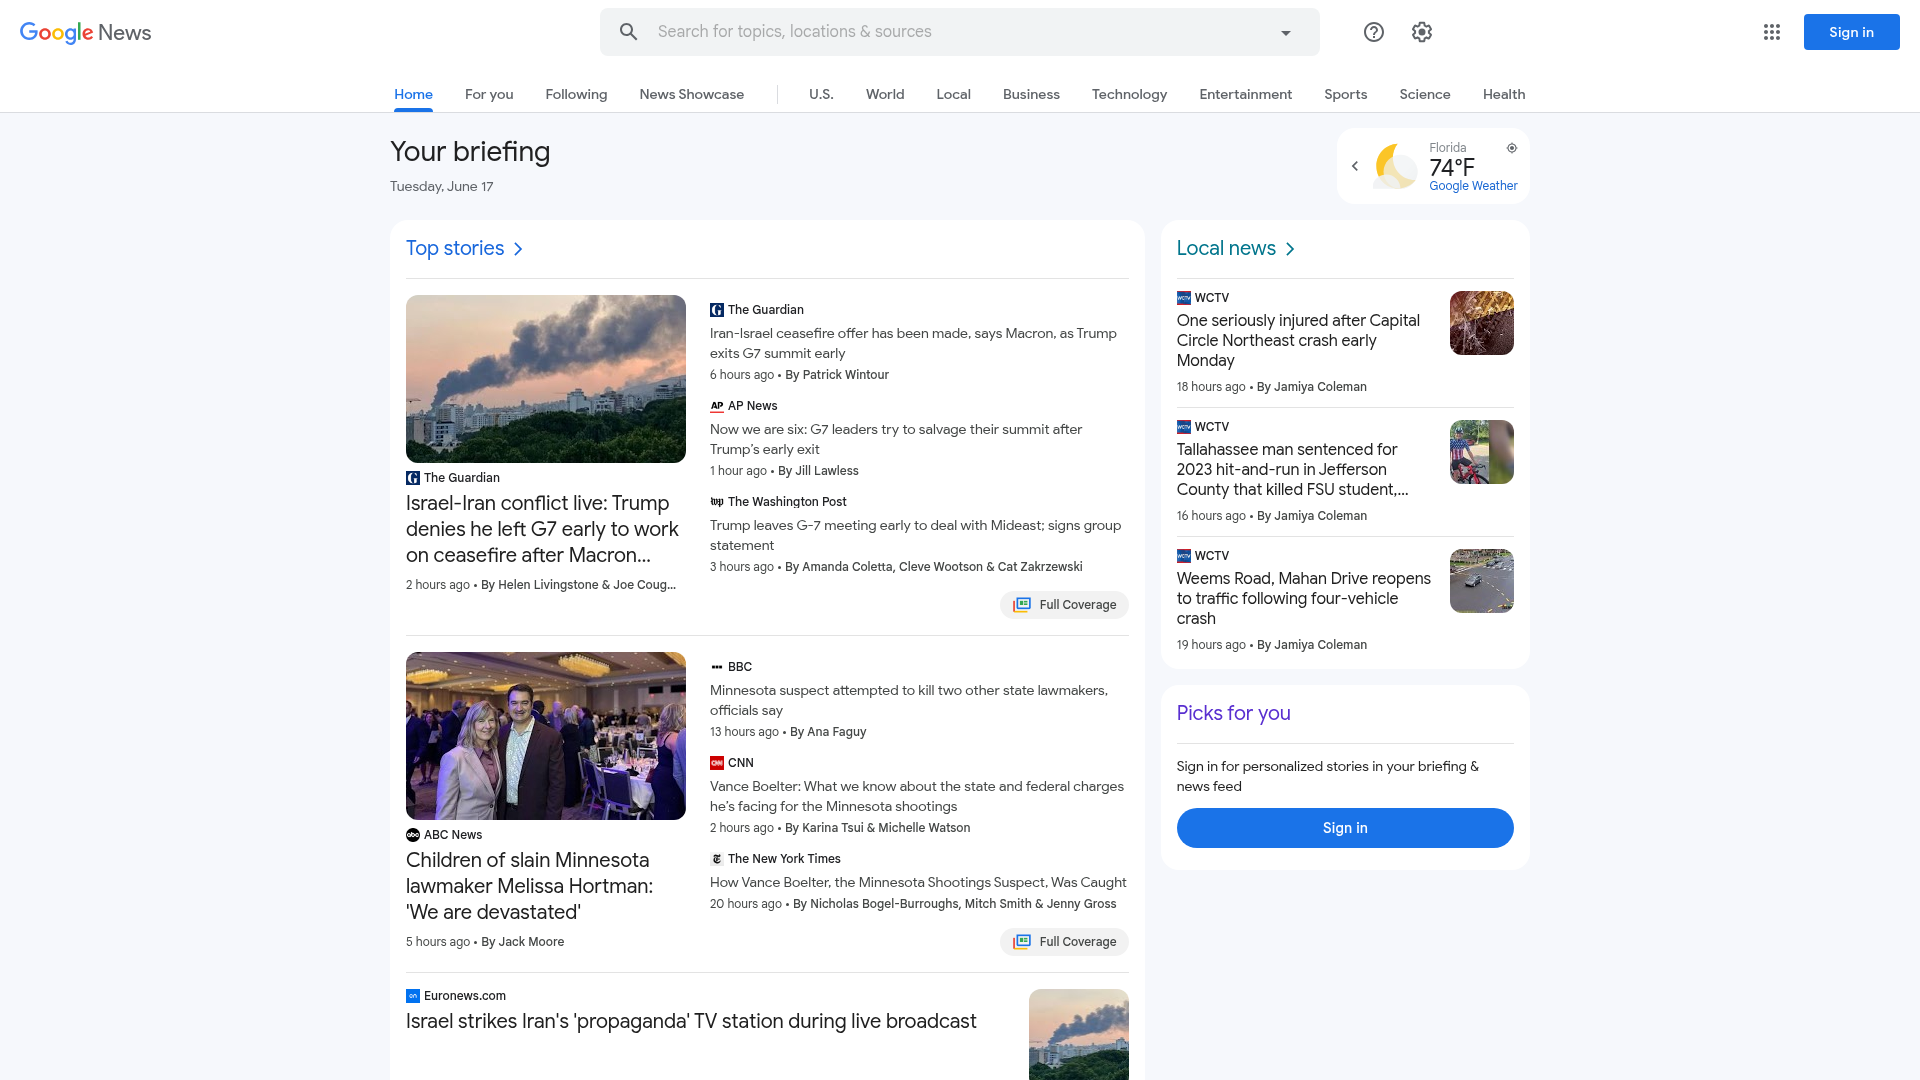 Google News
Search for topics, locations & sources
Sign in
Home
For you
Following
News Showcase
U.S.
World
Local
Business
Technology
Entertainment
Sports
Science
Health
Your briefing
Tuesday, June 17
Florida
74°F
Google Weather
Top stories
The Guardian
Israel-Iran conflict live: Trump
denies he left G7 early to work
on ceasefire after Macron...
2 hours ago • By Helen Livingstone & Joe Coug...
The Guardian
Iran-Israel ceasefire offer has been made, says Macron, as Trump
exits G7 summit early
6 hours ago • By Patrick Wintour
AP News
Now we are six: G7 leaders try to salvage their summit after
Trump’s early exit
1 hour ago • By Jill Lawless
The Washington Post
Trump leaves G-7 meeting early to deal with Mideast; signs group
statement
3 hours ago • By Amanda Coletta, Cleve Wootson & Cat Zakrzewski
Full Coverage
ABC News
Children of slain Minnesota
lawmaker Melissa Hortman:
'We are devastated'
5 hours ago • By Jack Moore
BBC
Minnesota suspect attempted to kill two other state lawmakers,
officials say
13 hours ago • By Ana Faguy
CNN
Vance Boelter: What we know about the state and federal charges
he’s facing for the Minnesota shootings
2 hours ago • By Karina Tsui & Michelle Watson
The New York Times
How Vance Boelter, the Minnesota Shootings Suspect, Was Caught
20 hours ago • By Nicholas Bogel-Burroughs, Mitch Smith & Jenny Gross
Full Coverage
Euronews.com
Israel strikes Iran's 'propaganda' TV station during live broadcast
Local news
WCTV
One seriously injured after Capital
Circle Northeast crash early
Monday
18 hours ago • By Jamiya Coleman
WCTV
Tallahassee man sentenced for
2023 hit-and-run in Jefferson
County that killed FSU student,...
16 hours ago • By Jamiya Coleman
WCTV
Weems Road, Mahan Drive reopens
to traffic following four-vehicle
crash
19 hours ago • By Jamiya Coleman
Picks for you
Sign in for personalized stories in your briefing &
news feed
Sign in